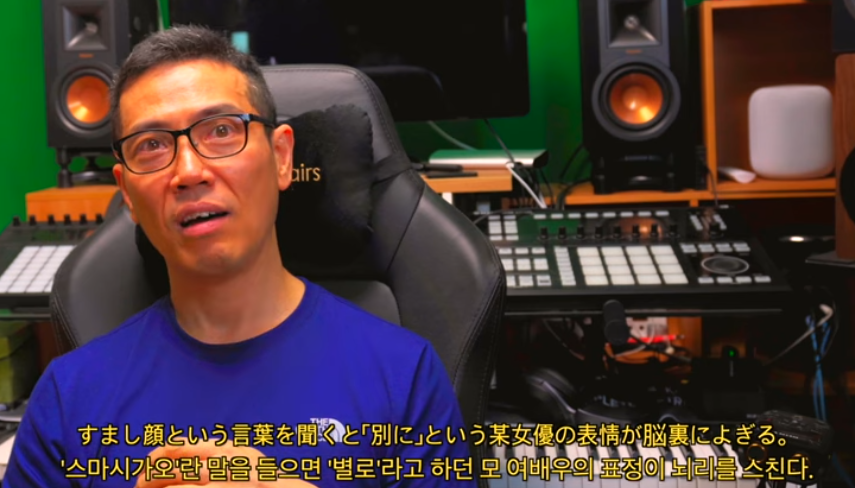 airs
THE
すまし顔という言葉を聞くと「別に」という某女優の表情が脳裏によぎる。
'스마시가오'란 말을 들으면 '별로'라고 하던 모 여배우의 표정이 뇌리를 스친다.